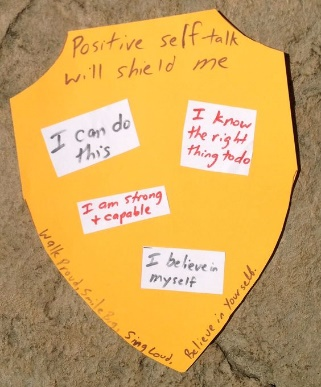 Positive self talk
will shield me
I can do
this
I know
the right
thing to do
I am strong
+ capable
I believe in
myself
Walk Proud, Smile Big, Sing Loud, Believe in Yourself.